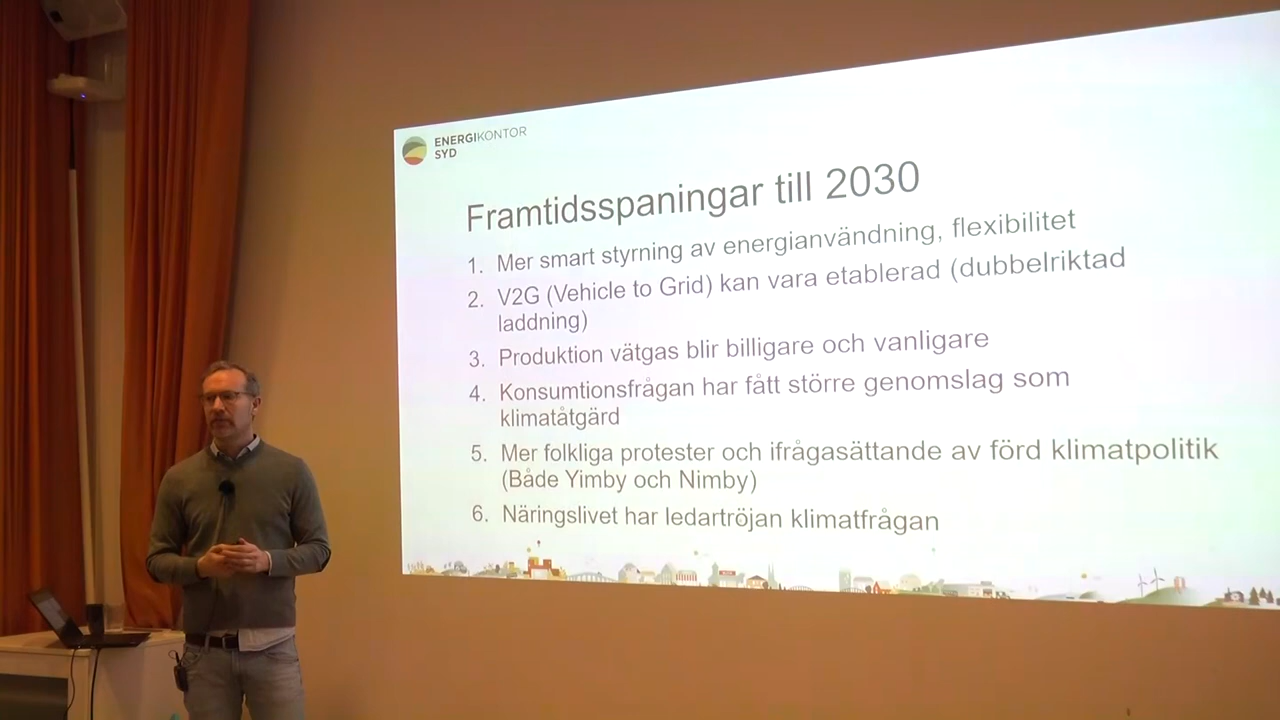 ENERGIKONTOR
SYD
Framtidsspaningar till 2030
1. Mer smart styrning av energianvändning, flexibilitet
2. V2G (Vehicle to Grid) kan vara etablerad (dubbelriktad
laddning)
3. Produktion vätgas blir billigare och vanligare
4. Konsumtionsfrågan har fått större genomslag som
klimatåtgärd
5. Mer folkliga protester och ifrågasättande av förd klimatpolitik
(Både Yimby och Nimby)
6. Näringslivet har ledartröjan klimatfrågan